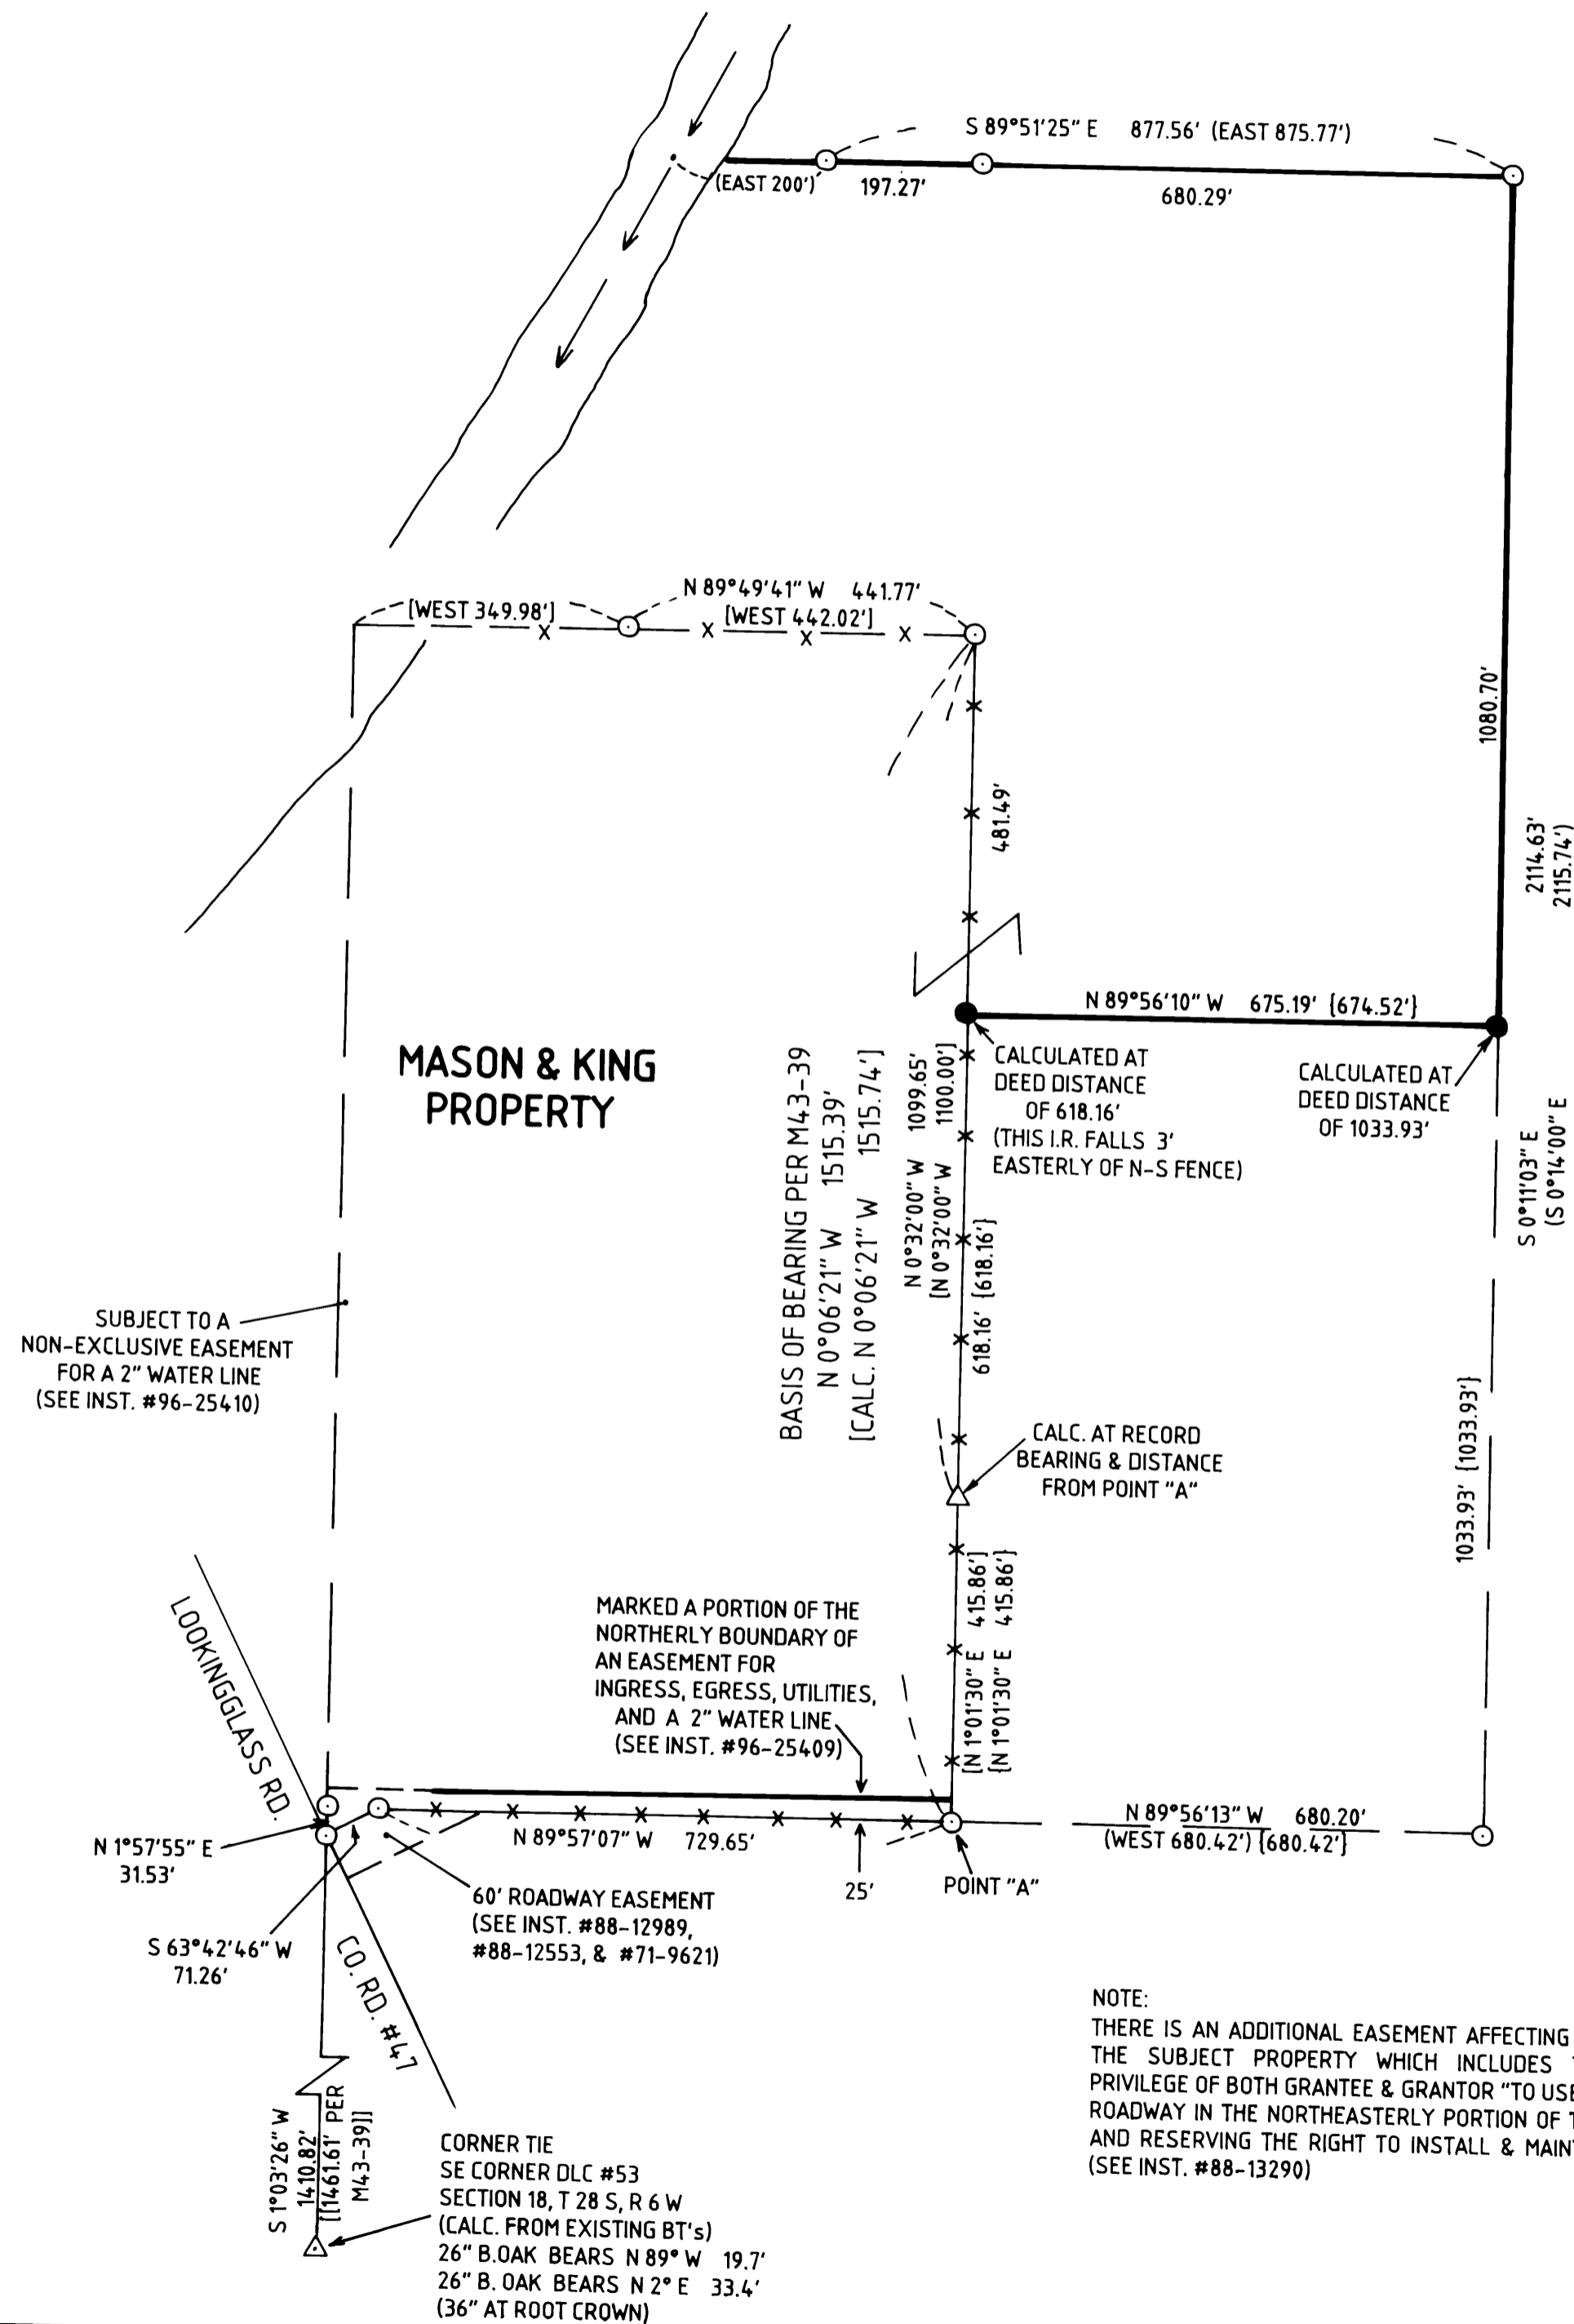 S 89°51'25" E 877.56' (EAST 875.77')
(EAST 200')
197.27'
680.29'
N 89°49'41" W 441.77'
[WEST 349.98']
[WEST 442.02']
1080.70'
481.49'
2114.63'
2115.74')
N 89°56'10" W 675.19' {674.52'}
MASON & KING
PROPERTY
BASIS OF BEARING PER M43-39
N 0°06'21" W 1515.39'
[CALC. N 0°06'21" W 1515.74']
N 0°32'00" W 1099.65'
[N 0°32'00" W 1100.00']
CALCULATED AT
DEED DISTANCE
OF 618.16'
(THIS I.R. FALLS 3'
EASTERLY OF N-S FENCE)
CALCULATED AT
DEED DISTANCE
OF 1033.93'
S 0°11'03" E
(S 0°14'00" E
618.16' {618.16'}
SUBJECT TO A
NON-EXCLUSIVE EASEMENT
FOR A 2" WATER LINE
(SEE INST. #96-25410)
CALC. AT RECORD
BEARING & DISTANCE
FROM POINT "A"
1033.93' {1033.93'}
[N 1°01'30" E 415.86']
{N 1°01'30" E 415.86'}
MARKED A PORTION OF THE
NORTHERLY BOUNDARY OF
AN EASEMENT FOR
INGRESS, EGRESS, UTILITIES,
AND A 2" WATER LINE
(SEE INST. #96-25409)
LOOKINGGLASS RD.
N 89°57'07" W 729.65'
N 89°56'13" W 680.20'
(WEST 680.42') {680.42'}
N 1°57'55" E
31.53'
25'
POINT "A"
60' ROADWAY EASEMENT
(SEE INST. #88-12989,
#88-12553, & #71-9621)
S 63°42'46" W
71.26'
CO. RD. #47
S 1°03'26" W
1410.82'
[[1461.61' PER
M43-39]]
NOTE:
THERE IS AN ADDITIONAL EASEMENT AFFECTING
THE SUBJECT PROPERTY WHICH INCLUDES
PRIVILEGE OF BOTH GRANTEE & GRANTOR "TO USE
ROADWAY IN THE NORTHEASTERLY PORTION OF
AND RESERVING THE RIGHT TO INSTALL & MAIN
(SEE INST. #88-13290)
CORNER TIE
SE CORNER DLC #53
SECTION 18, T 28 S, R 6 W
(CALC. FROM EXISTING BT's)
26" B.OAK BEARS N 89° W 19.7'
26" B. OAK BEARS N 2° E 33.4'
(36" AT ROOT CROWN)